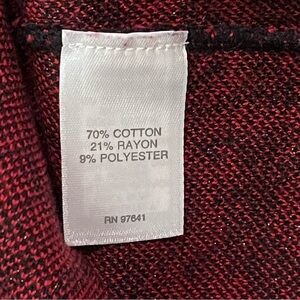 70% COTTON
21% RAYON
9% POLYESTER
RN 97641